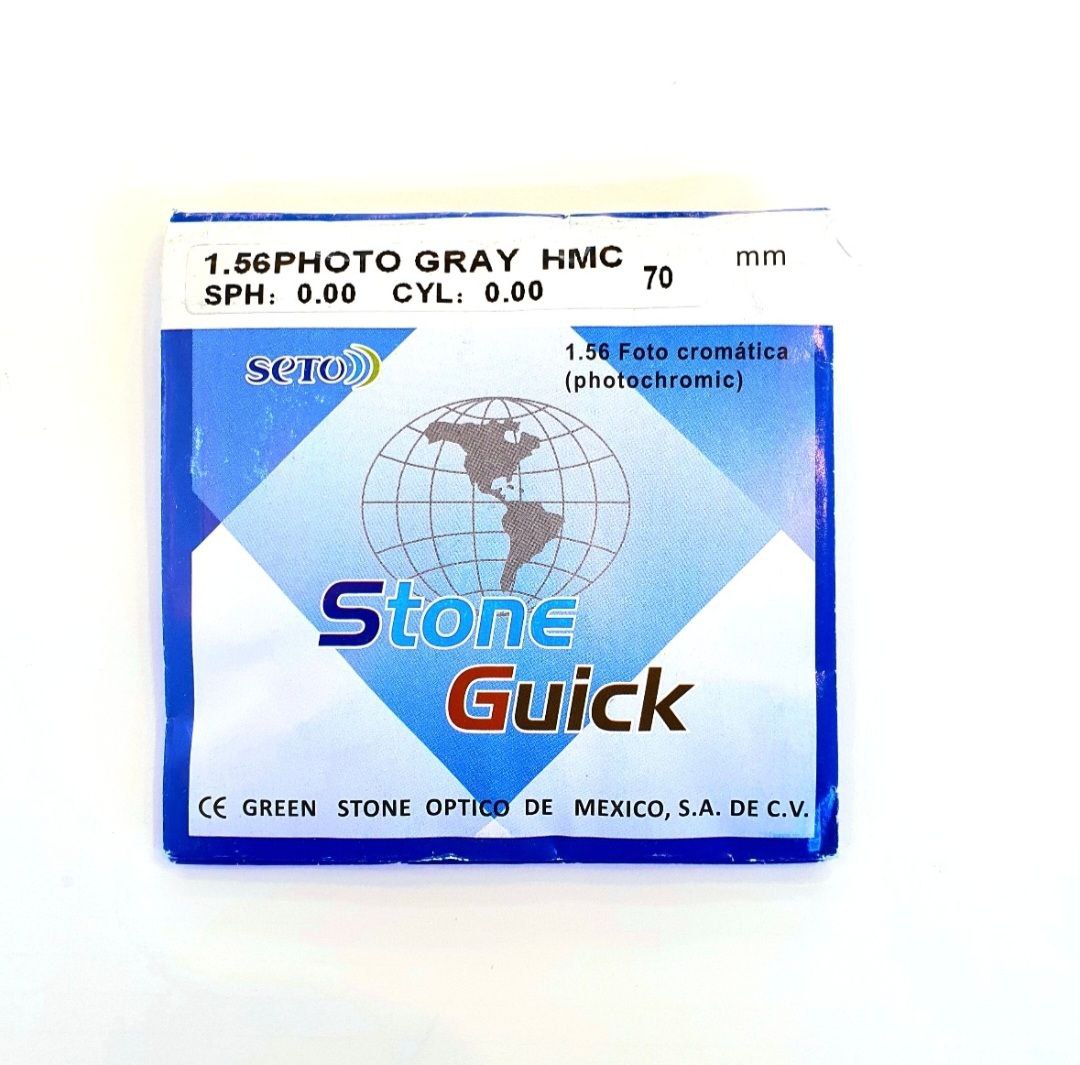 1.56PHOTO GRAY HMC
SPH: 0.00 CYL: 0.00
70
mm
SETO
1.56 Foto cromática
(photochromic)
Stone
Guick
CE GREEN STONE OPTICO DE MEXICO, S.A. DE C.V.